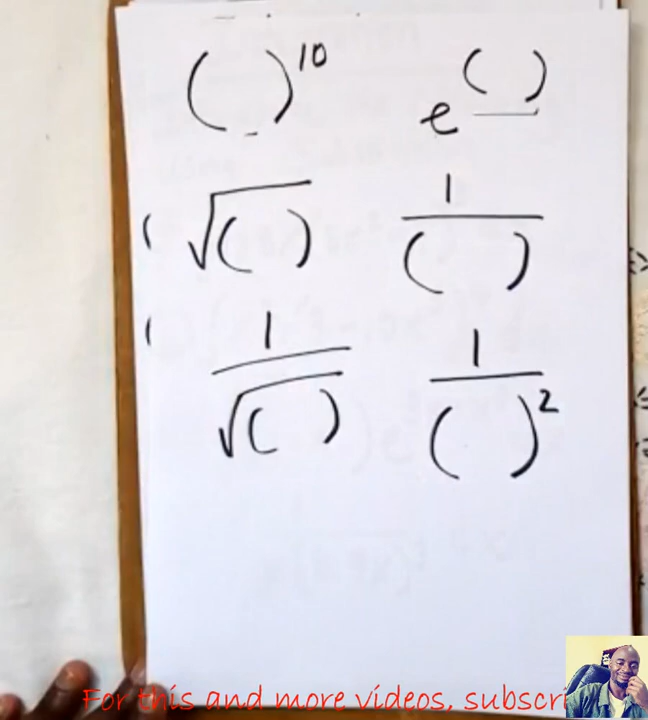 ( )^10 e^( )
√( ) 1/( )
1/√( ) 1/( )^2
For this and more videos, subscri